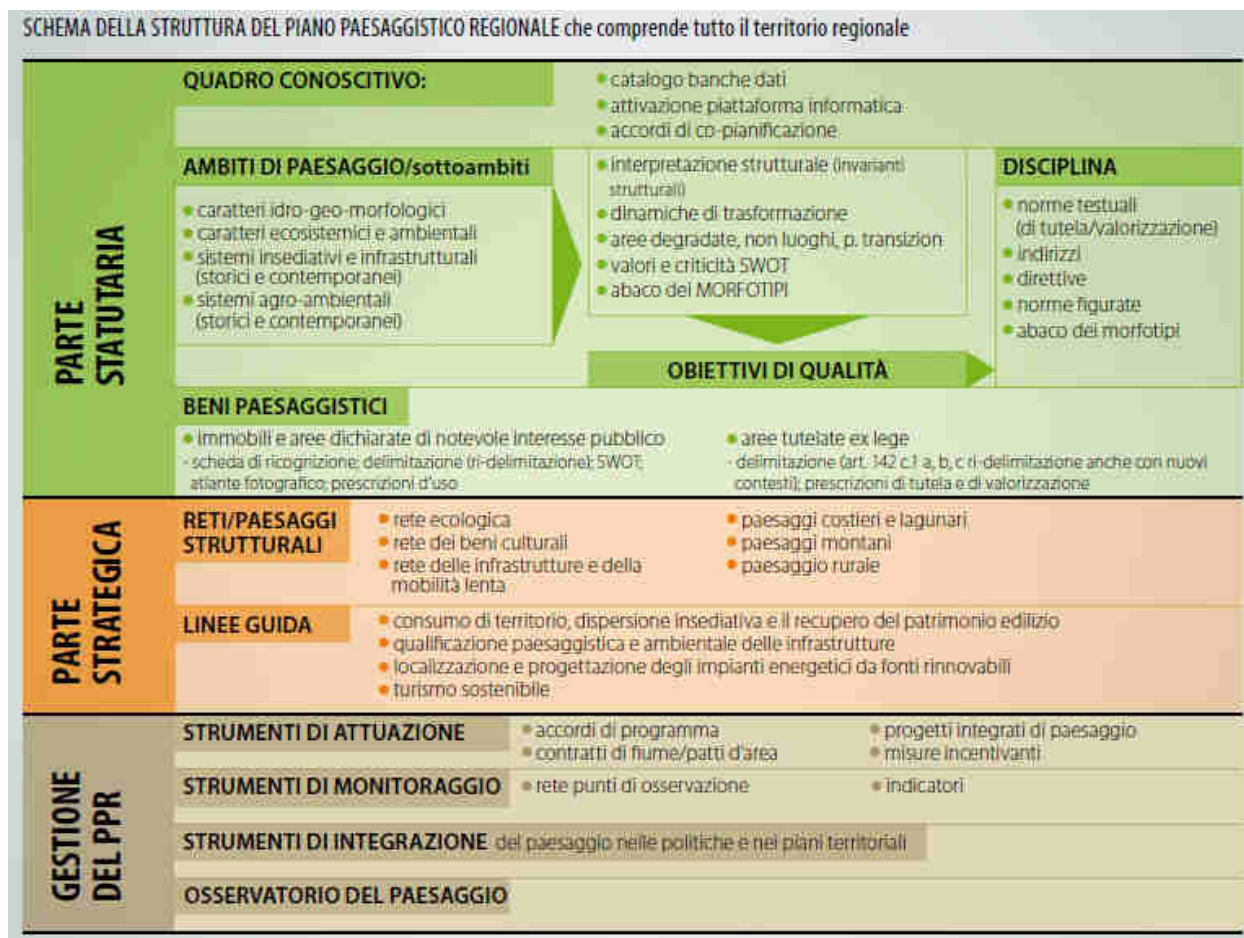 SCHEMA DELLA STRUTTURA DEL PIANO PAESAGGISTICO REGIONALE che comprende tutto il territorio regionale
PARTE
STATUTARIA
QUADRO CONOSCITIVO:
• catalogo banche dati
• attivazione piattaforma informatica
• accordi di co-pianificazione
AMBITI DI PAESAGGIO/sottoambiti
• caratteri idro-geo-morfologici
• caratteri ecosistemici e ambientali
• sistemi insediativi e infrastrutturali
(storici e contemporanei)
• sistemi agro-ambientali
(storici e contemporanei)
• interpretazione strutturale (invarianti
strutturali)
• dinamiche di trasformazione
• aree degradate, non luoghi, p. transizion
• valori e criticità SWOT
• abaco dei MORFOTIPI
OBIETTIVI DI QUALITÀ
DISCIPLINA
• norme testuali
(di tutela/valorizzazione)
• indirizzi
• direttive
• norme figurate
• abaco dei morfotipi
BENI PAESAGGISTICI
• immobili e aree dichiarate di notevole interesse pubblico
- scheda di ricognizione; delimitazione (ri-delimitazione); SWOT;
atlante fotografico; prescrizioni d'uso
• aree tutelate ex lege
- delimitazione (art. 142 c.1 a, b, c ri-delimitazione anche con nuovi
contesti); prescrizioni di tutela e di valorizzazione
PARTE
STRATEGICA
RETI/PAESAGGI
STRUTTURALI
• rete ecologica
• rete dei beni culturali
• rete delle infrastrutture e della
mobilità lenta
• paesaggi costieri e lagunari
• paesaggi montani
• paesaggio rurale
LINEE GUIDA
• consumo di territorio, dispersione insediativa e il recupero del patrimonio edilizio
• qualificazione paesaggistica e ambientale delle infrastrutture
• localizzazione e progettazione degli impianti energetici da fonti rinnovabili
• turismo sostenibile
GESTIONE
DEL PPR
STRUMENTI DI ATTUAZIONE
• accordi di programma
• contratti di fiume/patti d'area
• progetti integrati di paesaggio
• misure incentivanti
STRUMENTI DI MONITORAGGIO
• rete punti di osservazione
• indicatori
STRUMENTI DI INTEGRAZIONE del paesaggio nelle politiche e nei piani territoriali
OSSERVATORIO DEL PAESAGGIO